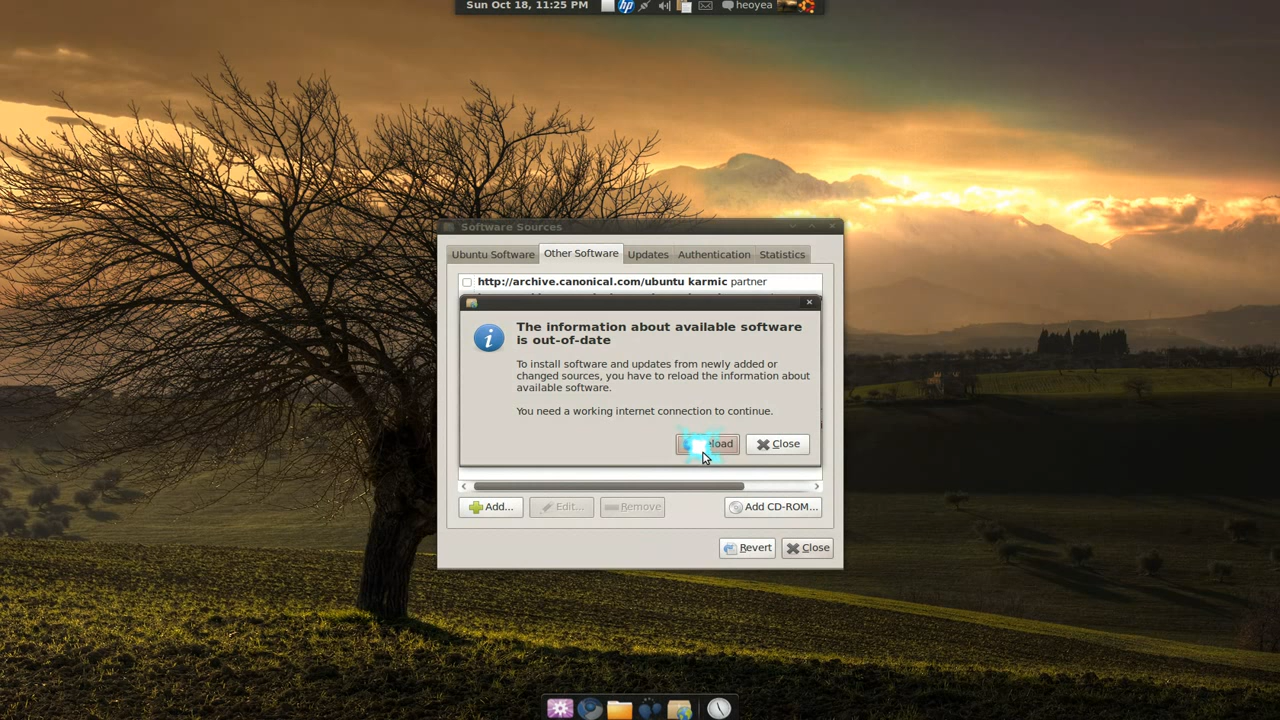 Sun Oct 18, 11:25 PM
hp
heoyea
Software Sources
Ubuntu Software
Other Software
Updates
Authentication
Statistics
http://archive.canonical.com/ubuntu karmic partner
The information about available software
is out-of-date
To install software and updates from newly added or
changed sources, you have to reload the information about
available software.
You need a working internet connection to continue.
Close
Add...
Edit...
Remove
Add CD-ROM...
Revert
Close